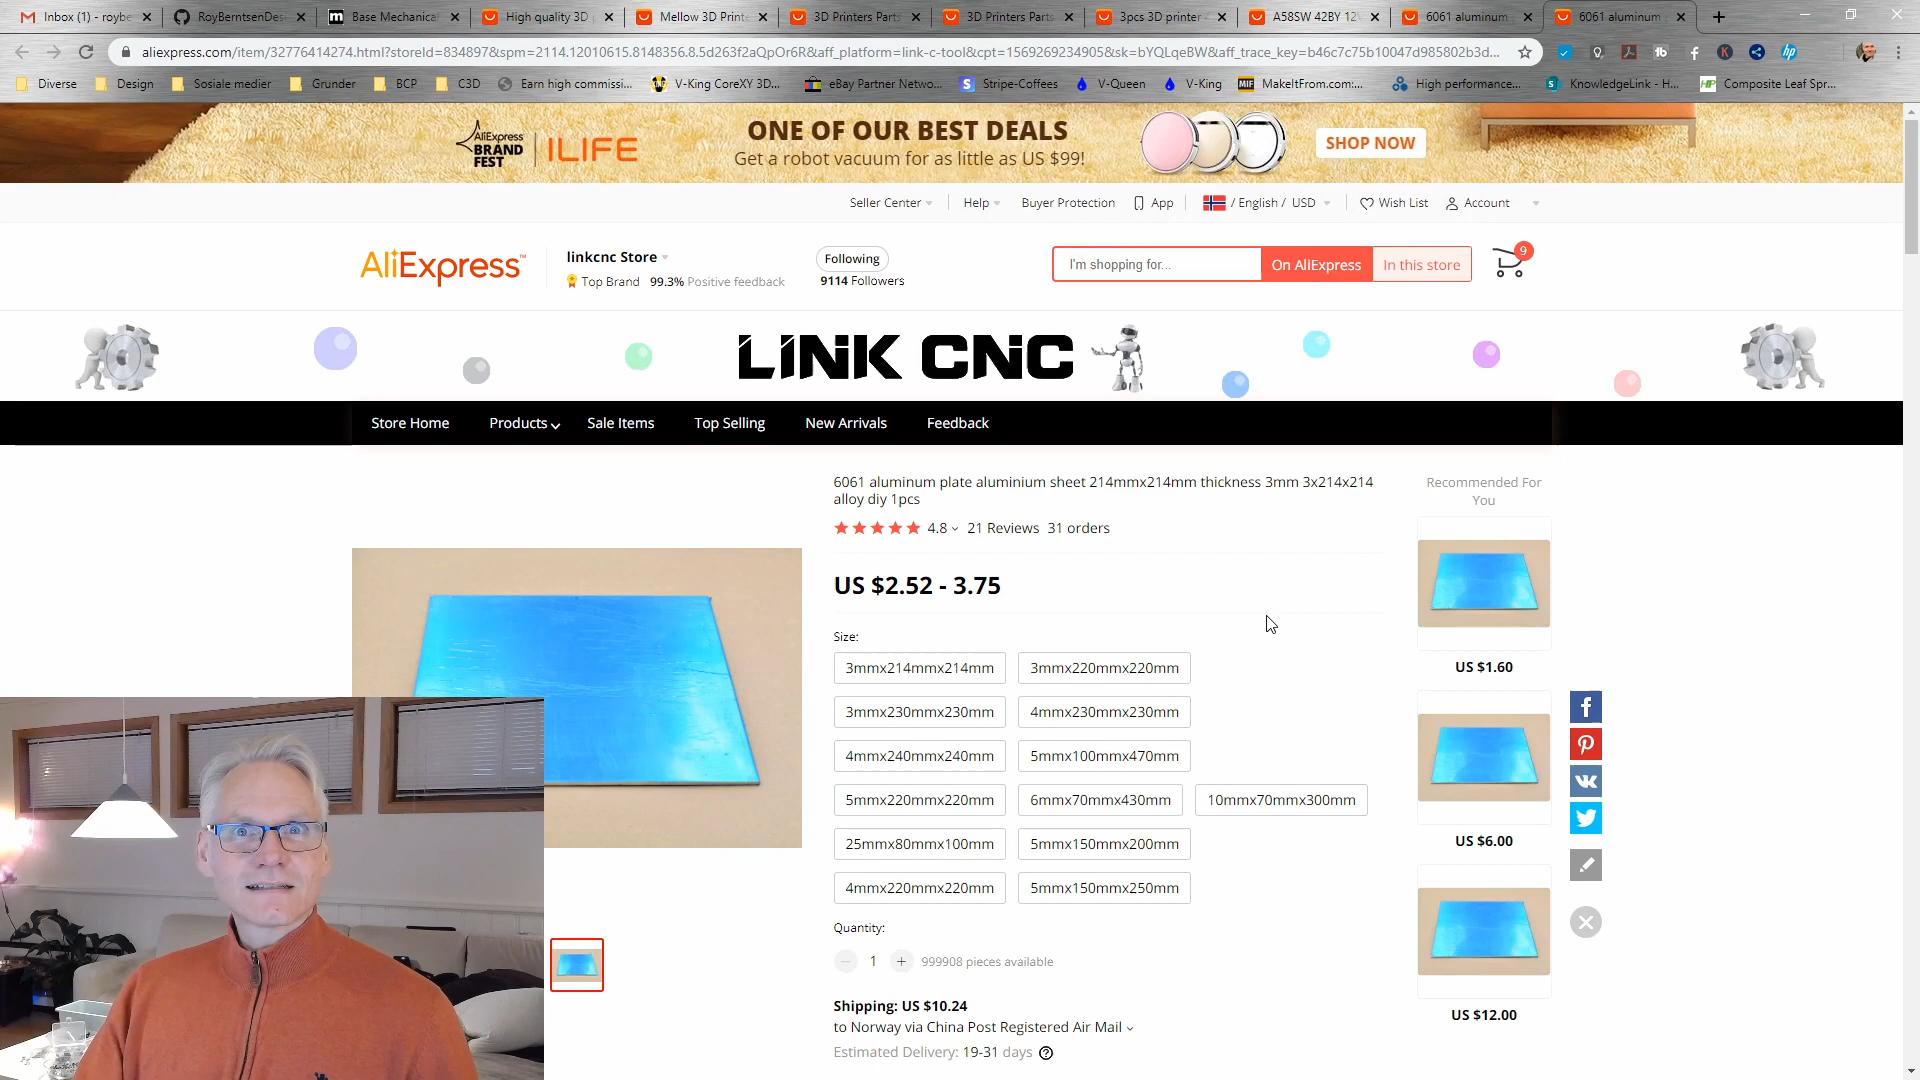 Inbox (1) - roybe
RoyBerntsenDes
Base Mechanica
High quality 3D
Mellow 3D Print
3D Printers Parts
3D Printers Parts
3pcs 3D printer
A58SW 42BY 12
6061 aluminum
6061 aluminum
aliexpress.com/item/32776414274.html?storeId=834897&spm=2114.12010615.8148356.8.5d263f2aQpOr6R&aff_platform=link-c-tool&cpt=1569269234905&sk=bYQLqeBW&aff_trace_key=b46c7c75b10047d985802b3d...
Diverse
Design
Sosiale medier
Grunder
BCP
C3D
Earn high commissi...
V-King CoreXY 3D...
eBay Partner Netwo...
Stripe-Coffees
V-Queen
V-King
MakeItFrom.com:...
High performance...
KnowledgeLink - H...
Composite Leaf Spr...
AliExpress
BRAND
FEST
ILIFE
ONE OF OUR BEST DEALS
Get a robot vacuum for as little as US $99!
SHOP NOW
Seller Center
Help
Buyer Protection
App
/ English / USD
Wish List
Account
AliExpress™
linkcnc Store
Top Brand 99.3% Positive feedback
Following
9114 Followers
I'm shopping for...
On AliExpress
In this store
9
LINK CNC
Store Home
Products
Sale Items
Top Selling
New Arrivals
Feedback
6061 aluminum plate aluminium sheet 214mmx214mm thickness 3mm 3x214x214
alloy diy 1pcs
4.8 21 Reviews 31 orders
US $2.52 - 3.75
Size:
3mmx214mmx214mm
3mmx220mmx220mm
3mmx230mmx230mm
4mmx230mmx230mm
4mmx240mmx240mm
5mmx100mmx470mm
5mmx220mmx220mm
6mmx70mmx430mm
10mmx70mmx300mm
25mmx80mmx100mm
5mmx150mmx200mm
4mmx220mmx220mm
5mmx150mmx250mm
Quantity:
1
999908 pieces available
Shipping: US $10.24
to Norway via China Post Registered Air Mail
Estimated Delivery: 19-31 days
Recommended For
You
US $1.60
US $6.00
US $12.00